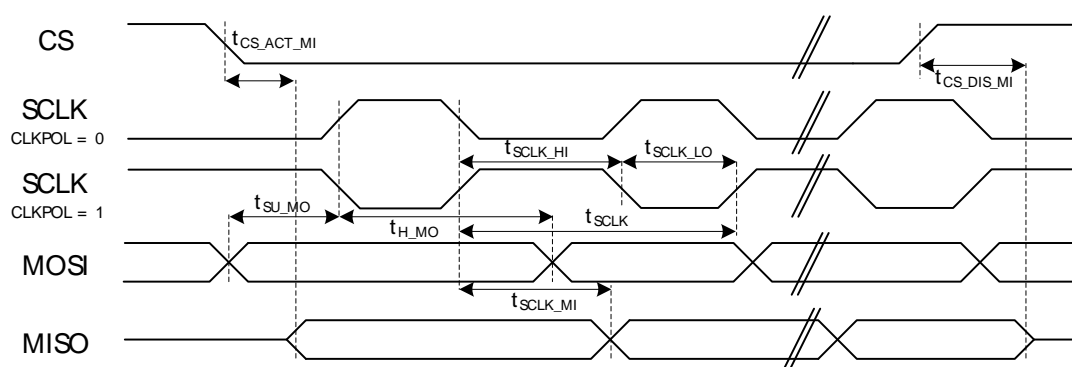 CS
tCS_ACT_MI
tCS_DIS_MI
SCLK
CLKPOL = 0
tSCLK_HI
tSCLK_LO
SCLK
CLKPOL = 1
tSU_MO
tH_MO
tSCLK
MOSI
tSCLK_MI
MISO